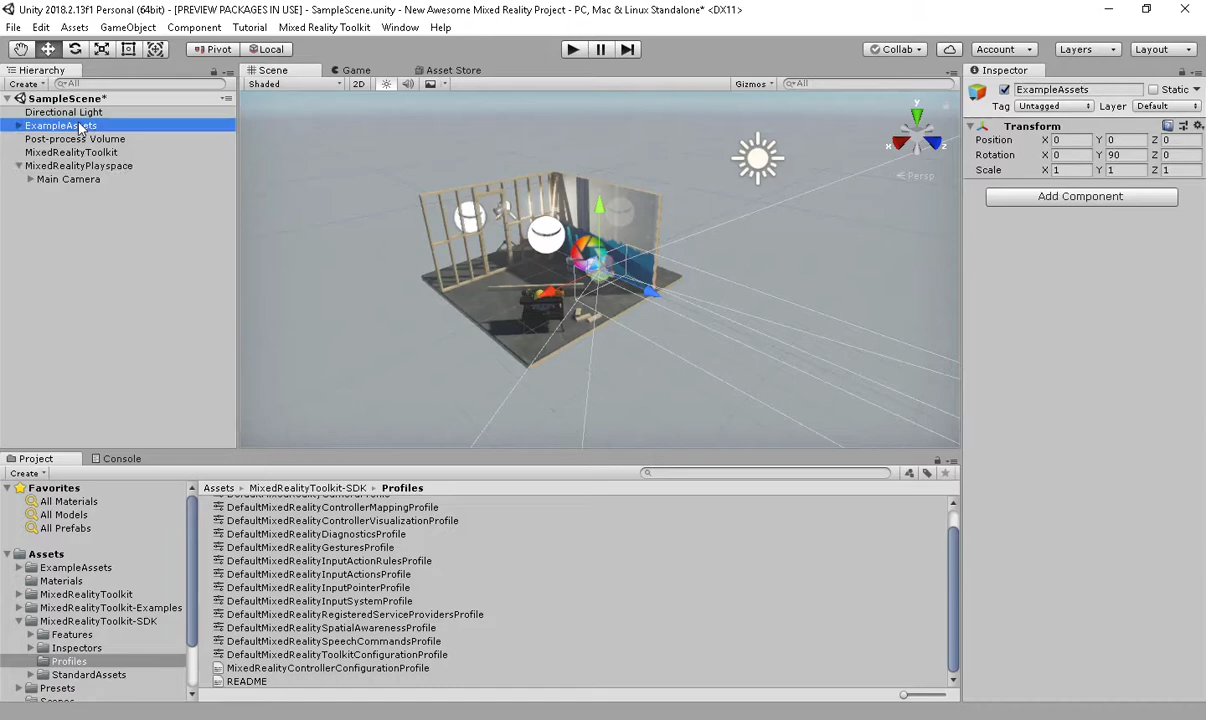 Unity 2018.2.13f1 Personal (64bit) - [PREVIEW PACKAGES IN USE] - SampleScene.unity - New Awesome Mixed Reality Project - PC, Mac & Linux Standalone* <DX11>
File Edit Assets GameObject Component Tutorial Mixed Reality Toolkit Window Help
Pivot Local Collab Account Layers Layout
Hierarchy Scene Game Asset Store Inspector
Create All Shaded 2D Gizmos All
SampleScene*
Directional Light
ExampleAssets
Post-process Volume
MixedRealityToolkit
MixedRealityPlayspace
Main Camera
y
x
z
Persp
ExampleAssets Static
Tag Untagged Layer Default
Transform
Position X 0 Y 0 Z 0
Rotation X 0 Y 90 Z 0
Scale X 1 Y 1 Z 1
Add Component
Project Console
Create
Favorites
All Materials
All Models
All Prefabs
Assets
ExampleAssets
Materials
MixedRealityToolkit
MixedRealityToolkit-Examples
MixedRealityToolkit-SDK
Features
Inspectors
Profiles
StandardAssets
Presets
Scenes
Assets MixedRealityToolkit-SDK Profiles
DefaultMixedRealityCameraProfile
DefaultMixedRealityControllerMappingProfile
DefaultMixedRealityControllerVisualizationProfile
DefaultMixedRealityDiagnosticsProfile
DefaultMixedRealityGesturesProfile
DefaultMixedRealityInputActionRulesProfile
DefaultMixedRealityInputActionsProfile
DefaultMixedRealityInputPointerProfile
DefaultMixedRealityInputSystemProfile
DefaultMixedRealityRegisteredServiceProvidersProfile
DefaultMixedRealitySpatialAwarenessProfile
DefaultMixedRealitySpeechCommandsProfile
DefaultMixedRealityToolkitConfigurationProfile
MixedRealityControllerConfigurationProfile
README